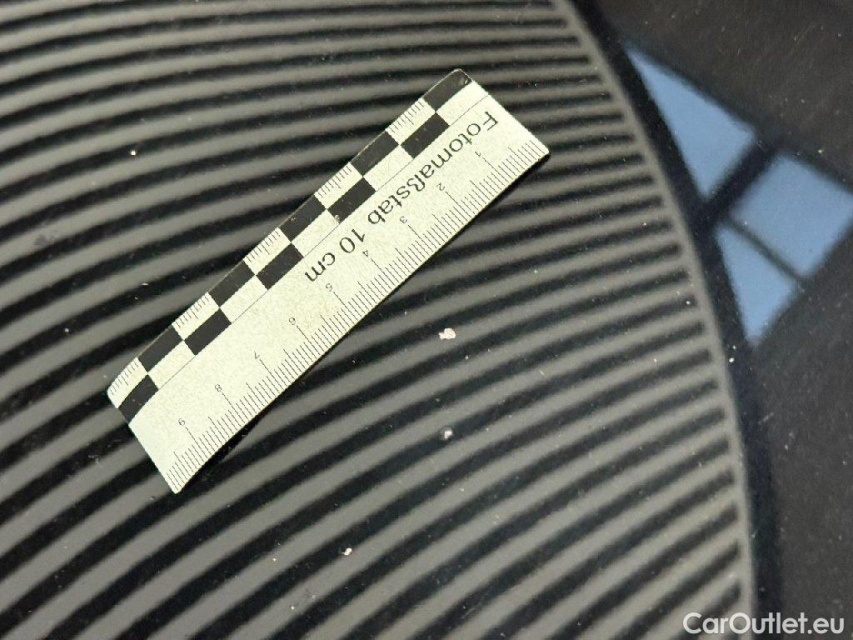 Fotomaßstab 10 cm
1 2 3 4 5 6 7 8 9
CarOutlet.eu